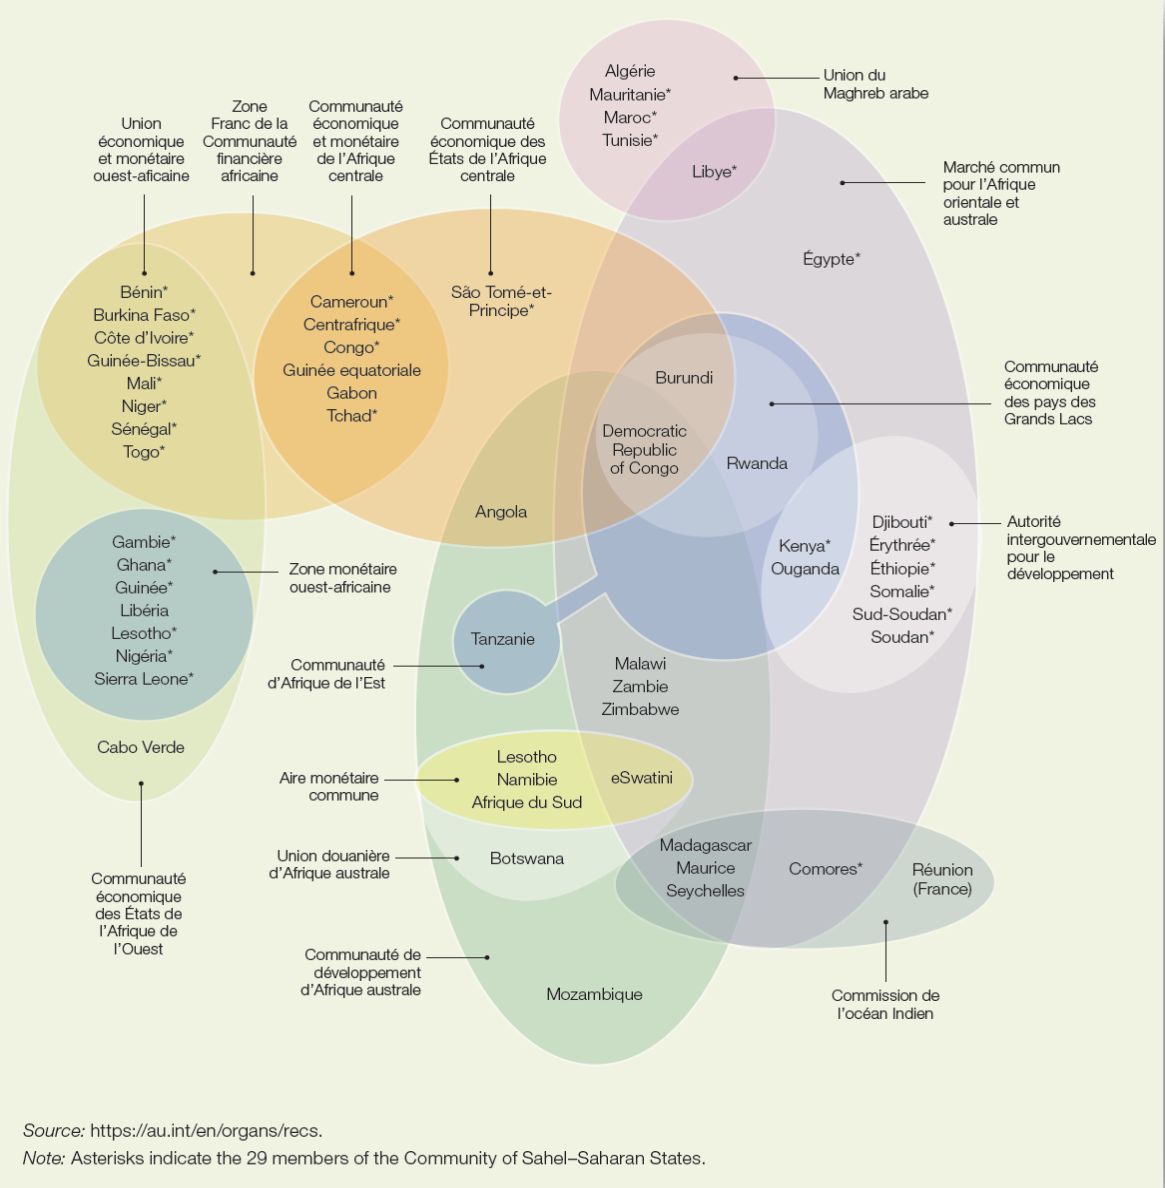 Algérie
Mauritanie*
Maroc*
Tunisie*
Libye*
Union du
Maghreb arabe
Union
économique
et monétaire
ouest-aficaine
Zone
Franc de la
Communauté
financière
africaine
Communauté
économique
et monétaire
de l’Afrique
centrale
Communauté
économique des
États de l’Afrique
centrale
Marché commun
pour l’Afrique
orientale et
australe
Égypte*
Bénin*
Burkina Faso*
Côte d’Ivoire*
Guinée-Bissau*
Mali*
Niger*
Sénégal*
Togo*
Cameroun*
Centrafrique*
Congo*
Guinée equatoriale
Gabon
Tchad*
São Tomé-et-
Principe*
Burundi
Democratic
Republic
of Congo
Rwanda
Communauté
économique
des pays des
Grands Lacs
Angola
Kenya*
Ouganda
Djibouti*
Érythrée*
Éthiopie*
Somalie*
Sud-Soudan*
Soudan*
Autorité
intergouvernementale
pour le
développement
Gambie*
Ghana*
Guinée*
Libéria
Lesotho*
Nigéria*
Sierra Leone*
Zone monétaire
ouest-africaine
Tanzanie
Communauté
d’Afrique de l’Est
Malawi
Zambie
Zimbabwe
Cabo Verde
Aire monétaire
commune
Lesotho
Namibie
Afrique du Sud
eSwatini
Union douanière
d’Afrique australe
Botswana
Madagascar
Maurice
Seychelles
Comores*
Réunion
(France)
Communauté
économique
des États de
l’Afrique de
l’Ouest
Communauté de
développement
d’Afrique australe
Mozambique
Commission de
l’océan Indien
Source: https://au.int/en/organs/recs.
Note: Asterisks indicate the 29 members of the Community of Sahel–Saharan States.